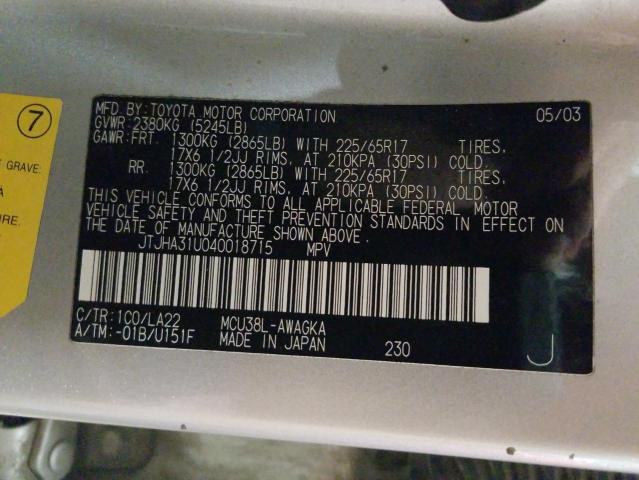 MFD.BY:TOYOTA MOTOR CORPORATION 05/03
GVWR:2380KG (5245LB)
GAWR:FRT. 1300KG (2865LB) WITH 225/65R17 TIRES,
17X6 1/2JJ RIMS, AT 210KPA (30PSI) COLD.
RR. 1300KG (2865LB) WITH 225/65R17 TIRES,
17X6 1/2JJ RIMS, AT 210KPA (30PSI) COLD.
THIS VEHICLE CONFORMS TO ALL APPLICABLE FEDERAL MOTOR
VEHICLE SAFETY AND THEFT PREVENTION STANDARDS IN EFFECT ON
THE DATE OF MANUFACTURE SHOWN ABOVE.
JTJHA31U040018715 MPV
C/TR:1C0/LA22 MCU38L-AWAGKA
A/TM:-01B/U151F MADE IN JAPAN 230 J
7
GRAVE.
A
URE.